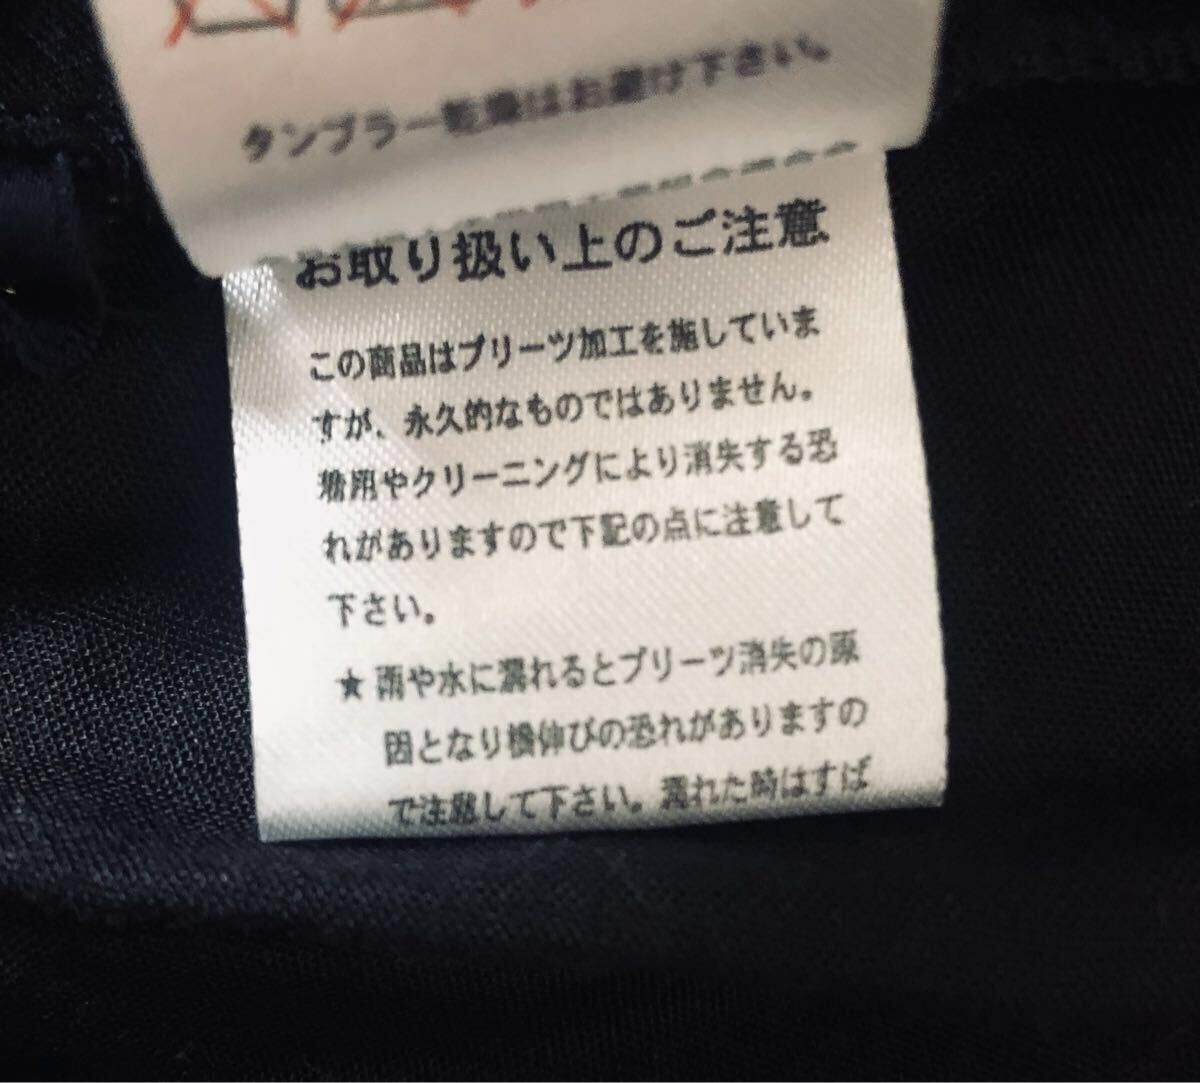 タンブラー乾燥はお避け下さい。
お取り扱い上のご注意
この商品はプリーツ加工を施していま
すが、永久的なものではありません。
着用やクリーニングにより消失する恐
れがありますので下記の点に注意して
下さい。
★ 雨や水に濡れるとプリーツ消失の原
因となり横伸びの恐れがありますの
で注意して下さい。濡れた時はすば